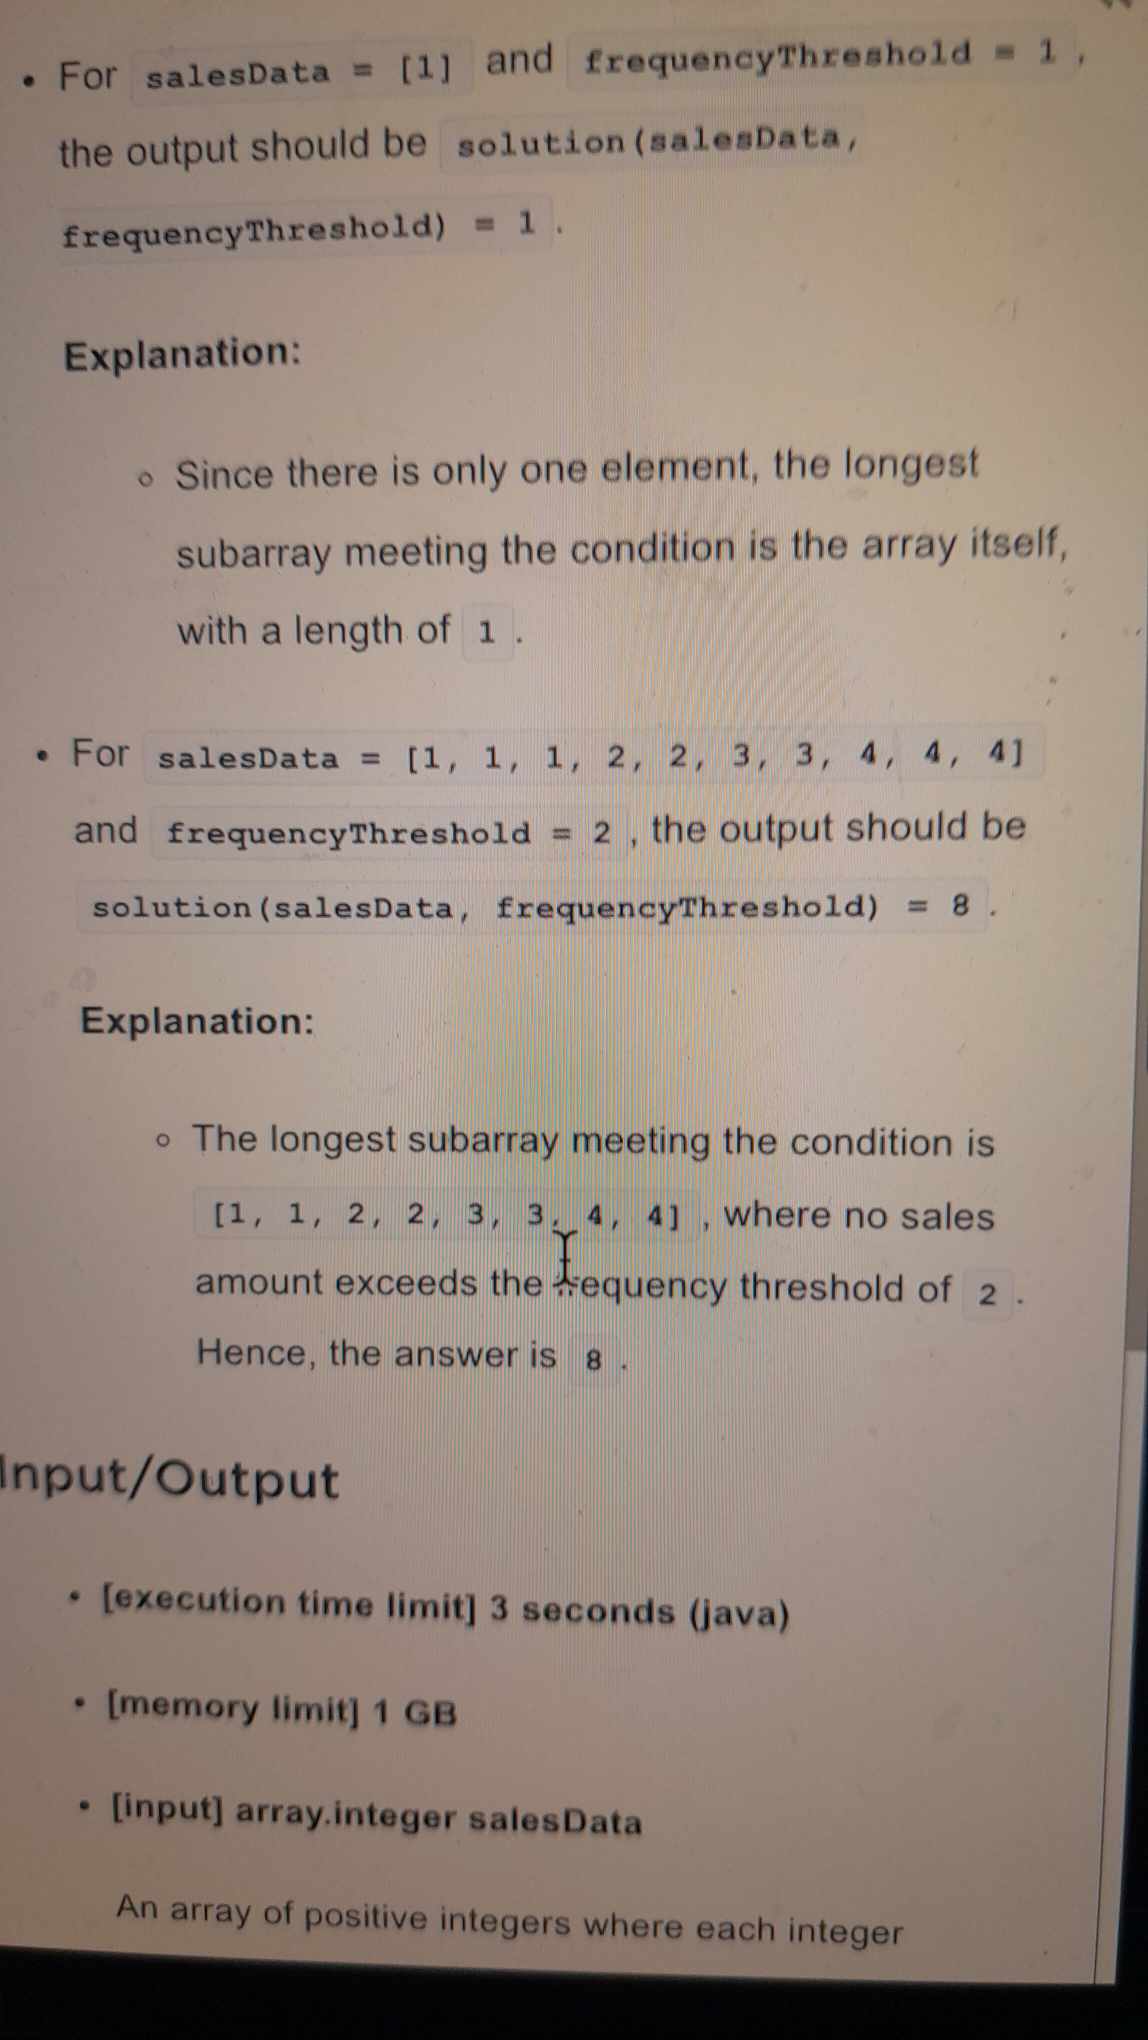 • For salesData = [1] and frequencyThreshold = 1 ,
the output should be solution(salesData,
frequencyThreshold) = 1 .
Explanation:
○ Since there is only one element, the longest
subarray meeting the condition is the array itself,
with a length of 1 .
• For salesData = [1, 1, 1, 2, 2, 3, 3, 4, 4, 4]
and frequencyThreshold = 2 , the output should be
solution(salesData, frequencyThreshold) = 8 .
Explanation:
○ The longest subarray meeting the condition is
[1, 1, 2, 2, 3, 3, 4, 4] , where no sales
amount exceeds the frequency threshold of 2 .
Hence, the answer is 8 .
Input/Output
• [execution time limit] 3 seconds (java)
• [memory limit] 1 GB
• [input] array.integer salesData
An array of positive integers where each integer